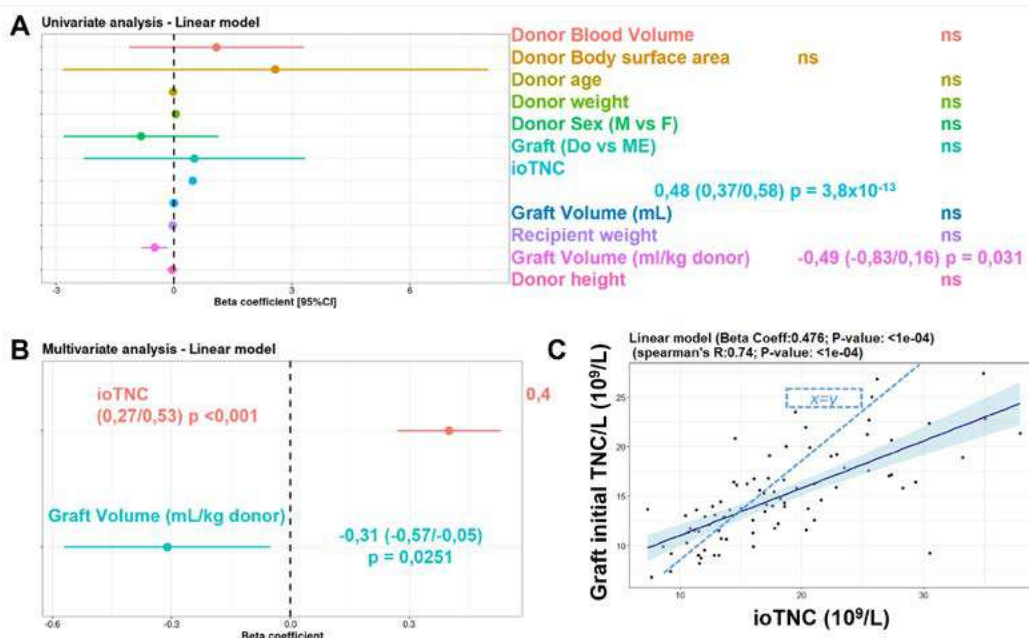 A
Univariate analysis - Linear model
Donor Blood Volume ns
Donor Body surface area ns
Donor age ns
Donor weight ns
Donor Sex (M vs F) ns
Graft (Do vs ME) ns
ioTNC
0,48 (0,37/0,58) p = 3,8x10⁻¹³
Graft Volume (mL) ns
Recipient weight ns
Graft Volume (ml/kg donor) -0,49 (-0,83/0,16) p = 0,031
Donor height ns
-3 0 3 6
Beta coefficient [95%CI]
B
Multivariate analysis - Linear model
ioTNC 0,4
(0,27/0,53) p <0,001
Graft Volume (mL/kg donor)
-0,31 (-0,57/-0,05)
p = 0,0251
-0.6 -0.3 0.0 0.3
Beta coefficient
C
Linear model (Beta Coeff:0.476; P-value: <1e-04)
(spearman's R:0.74; P-value: <1e-04)
Graft initial TNC/L (10⁹/L)
x=y
25
20
15
10
10 20 30
ioTNC (10⁹/L)